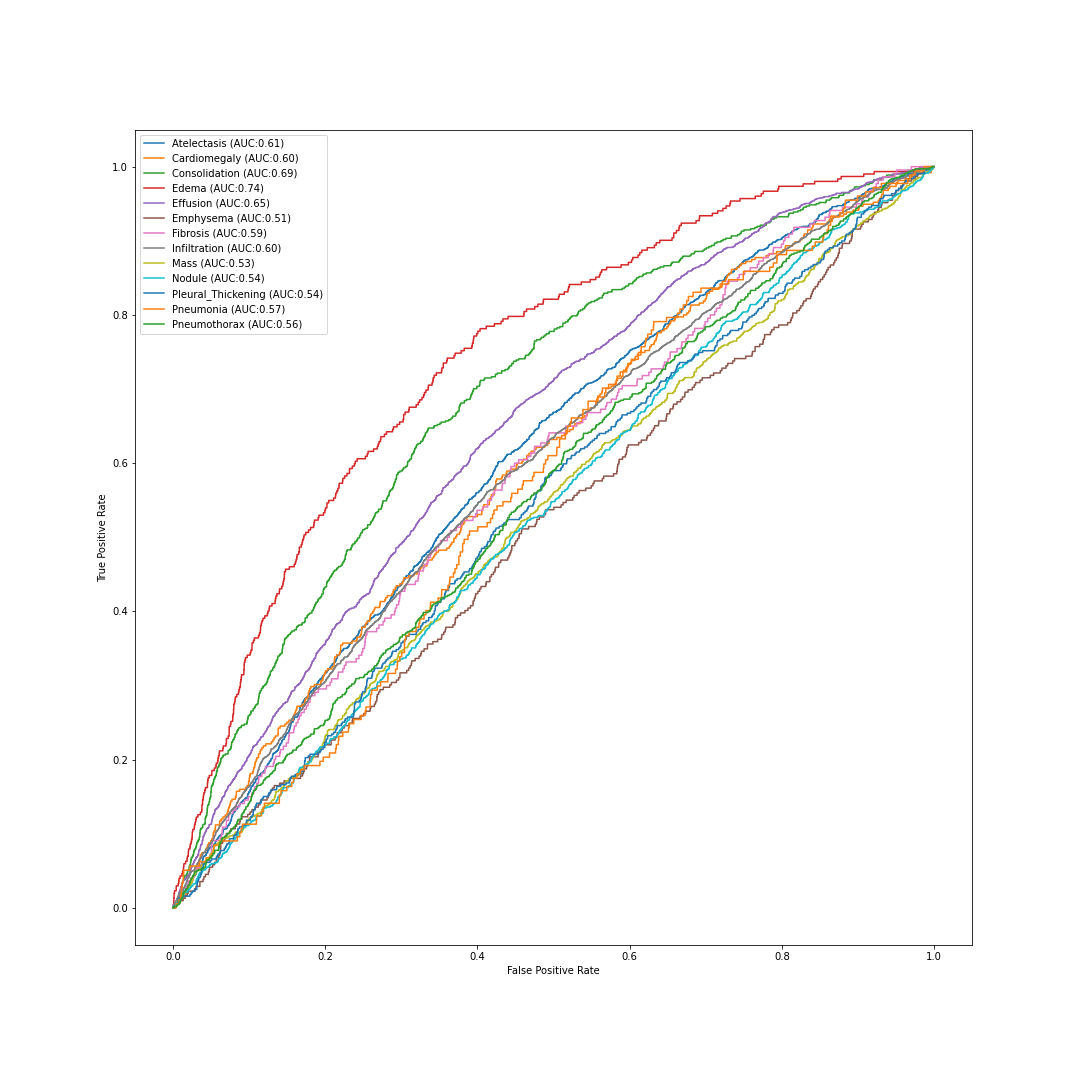 Atelectasis (AUC:0.61)
Cardiomegaly (AUC:0.60)
Consolidation (AUC:0.69)
Edema (AUC:0.74)
Effusion (AUC:0.65)
Emphysema (AUC:0.51)
Fibrosis (AUC:0.59)
Infiltration (AUC:0.60)
Mass (AUC:0.53)
Nodule (AUC:0.54)
Pleural_Thickening (AUC:0.54)
Pneumonia (AUC:0.57)
Pneumothorax (AUC:0.56)
True Positive Rate
1.0
0.8
0.6
0.4
0.2
0.0
0.0 0.2 0.4 0.6 0.8 1.0
False Positive Rate